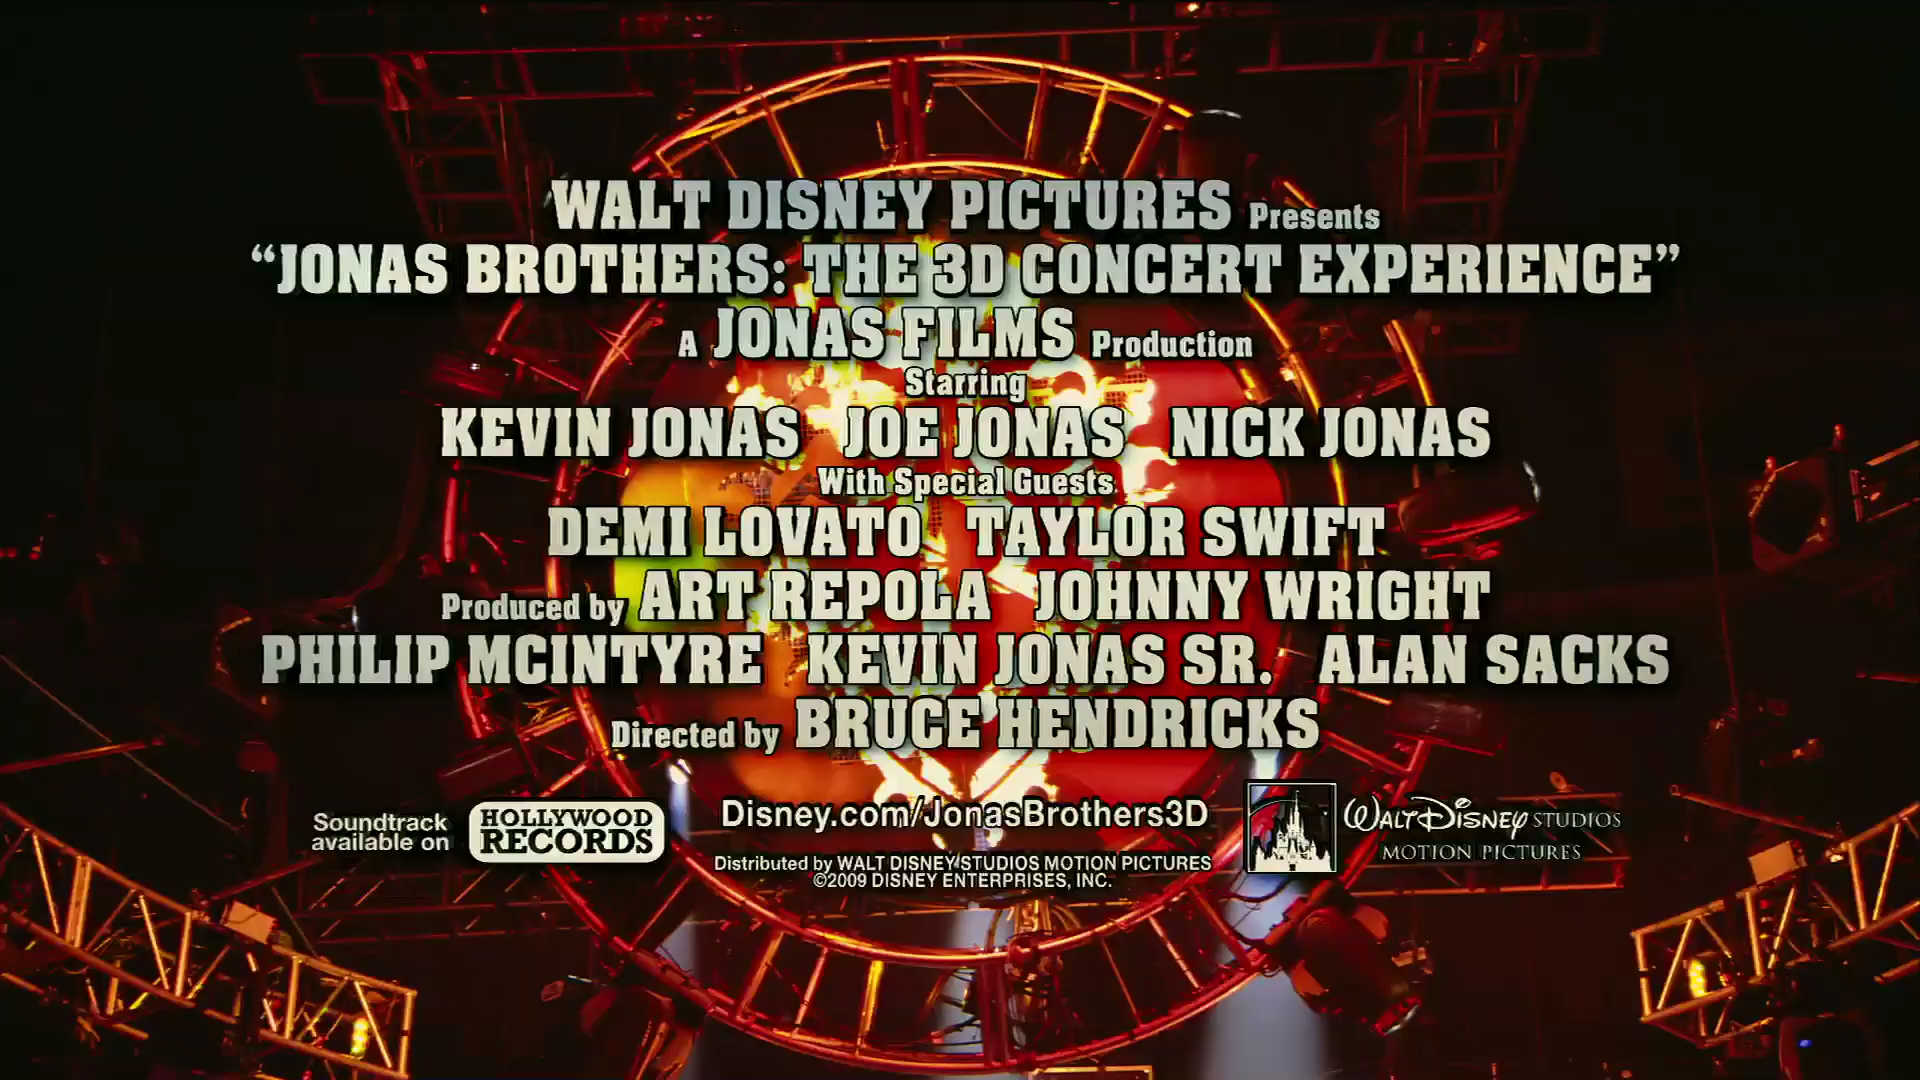 WALT DISNEY PICTURES Presents
“JONAS BROTHERS: THE 3D CONCERT EXPERIENCE”
A JONAS FILMS Production
Starring
KEVIN JONAS JOE JONAS NICK JONAS
With Special Guests
DEMI LOVATO TAYLOR SWIFT
Produced by ART REPOLA JOHNNY WRIGHT
PHILIP MCINTYRE KEVIN JONAS SR. ALAN SACKS
Directed by BRUCE HENDRICKS
Soundtrack
available on
HOLLYWOOD
RECORDS
Disney.com/JonasBrothers3D
Distributed by WALT DISNEY STUDIOS MOTION PICTURES
©2009 DISNEY ENTERPRISES, INC.
WALT DISNEY STUDIOS
MOTION PICTURES